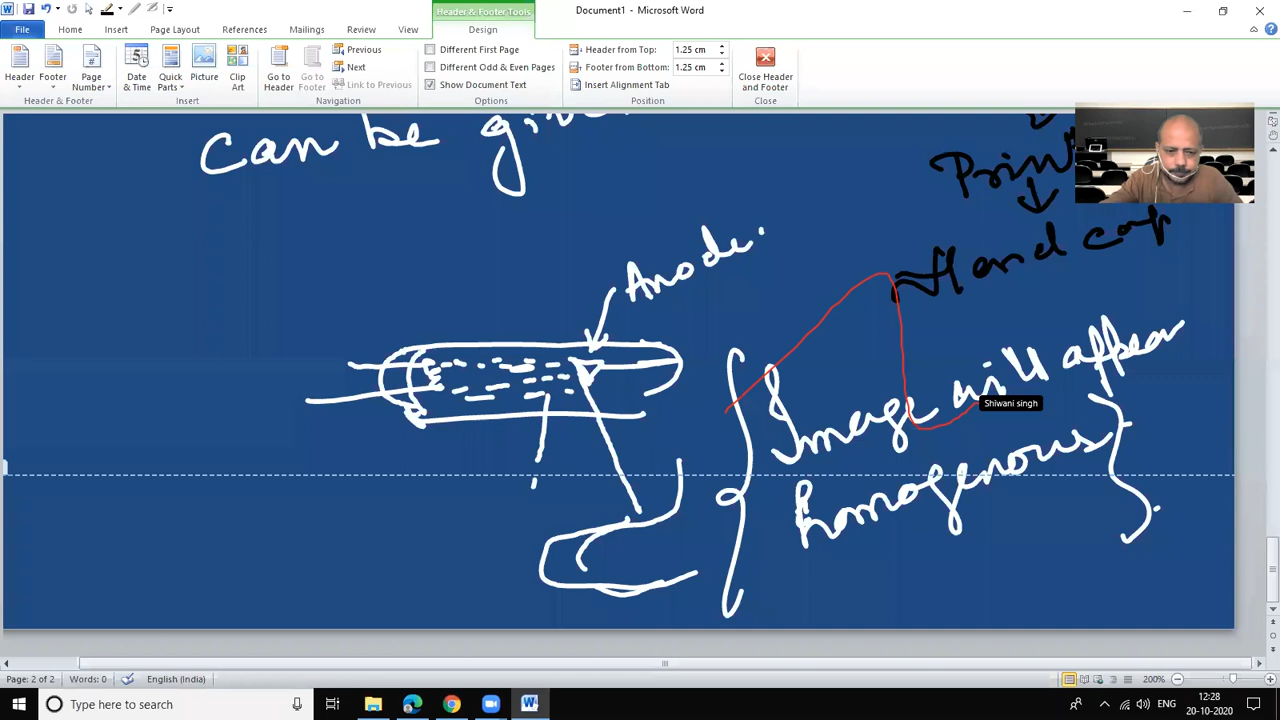 Header & Footer Tools
Document1 - Microsoft Word
File Home Insert Page Layout References Mailings Review View Design
Header Footer Page Number Date & Time Quick Parts Picture Clip Art Go to Header Go to Footer
Previous
Next
Link to Previous
Different First Page
Different Odd & Even Pages
Show Document Text
Header from Top: 1.25 cm
Footer from Bottom: 1.25 cm
Insert Alignment Tab
Close Header and Footer
Header & Footer Insert Navigation Options Position Close
can be
Hand
Anode.
Image will appear
Shiwani singh
homogenous
Page: 2 of 2 Words: 0 English (India) 200%
Type here to search
ENG
12:28
20-10-2020